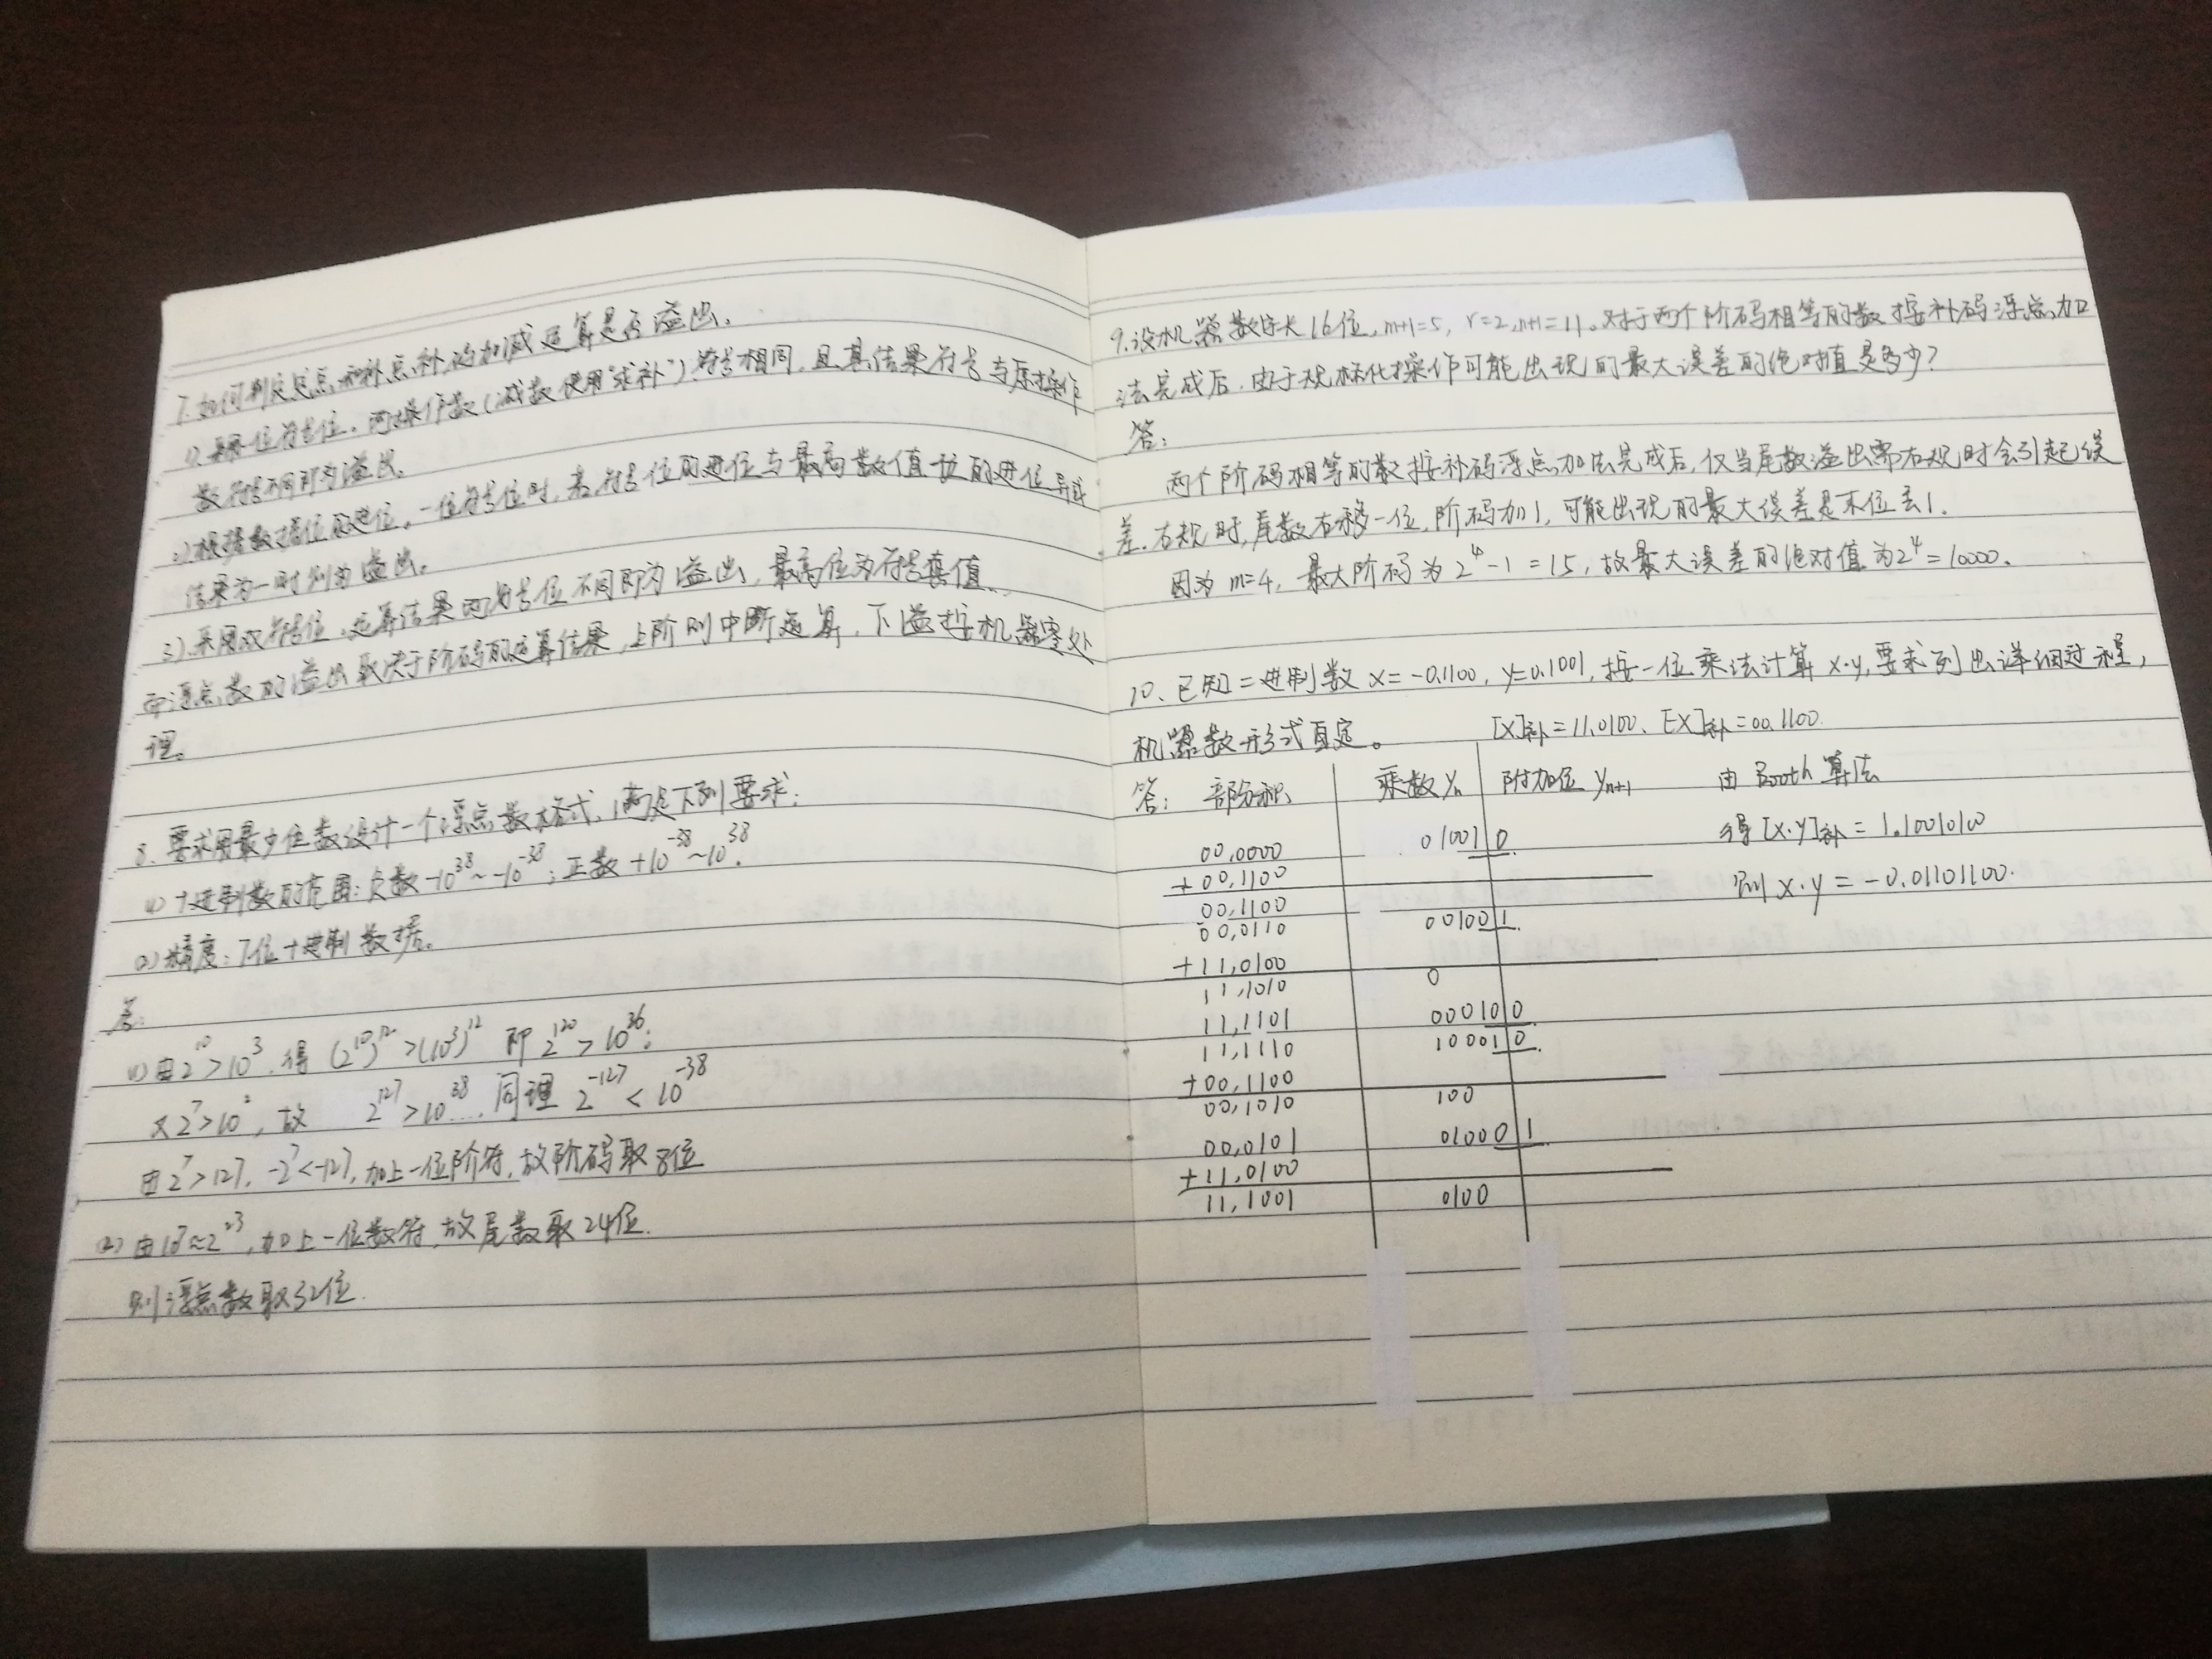 7.如何判定定点和补点补码加减运算是否溢出.
1).采用一位符号位。两操作数(减数使用"求补")符号相同,且其结果符号与原操作
数符号不同即为溢出.
2).根据数据位的进位。一位符号位时,若符号位的进位与最高数值位的进位异或
结果为一时则为溢出.
3).采用双符号位,运算结果两符号位不同即为溢出,最高位为符号真值..
而浮点数的溢出取决于阶码的运算结果,上阶则中断运算,下溢按机器零处
理。
8、要求用最少位数设计一个浮点数格式,满足下列要求:
(1)十进制数的范围:负数-10^38~-10^-38;正数+10^-38~10^38.
(2)精度:7位十进制数据。
答:
(1)由2^10>10^3,得 (2^10)^12>(10^3)^12 即 2^120>10^36;
又2^7>10^2,故 2^127>10^38....同理 2^-127<10^-38
由2^7>127,-2^7<-127,加上一位阶符,故阶码取8位
(2)由10^7≈2^23,加上一位数符,故尾数取24位.
则浮点数取32位.
9.设机器数字长16位,m+1=5,r=2,n+1=11。对于两个阶码相等的数按补码浮点加
法完成后,由于规格化操作可能出现的最大误差的绝对值是多少?
答:
两个阶码相等的数按补码浮点加法完成后,仅当尾数溢出需右规时会引起误
差.右规时,尾数右移一位,阶码加1,可能出现的最大误差是末位丢1.
因为m=4,最大阶码为2^4-1=15,故最大误差的绝对值为2^4=10000.
10、已知二进制数x=-0.1100,y=0.1001,按一位乘法计算x·y,要求列出详细过程,
机器数形式自定。 [X]补=11.0100、[X]补=00.1100.
答: 部分积 乘数Yn 附加位Yn+1 由Booth算法
得[X·Y]补=1.10010100
则 x·y=-0.01101100.
00,0000 01001 0
+00,1100
00,1100
00,0110 00100 1
+11,0100
11,1010 0
11,1101 00010 0
11,1110 10001 0
+00,1100
00,1010 100
00,0101 01000 1
+11,0100
11,1001 0100